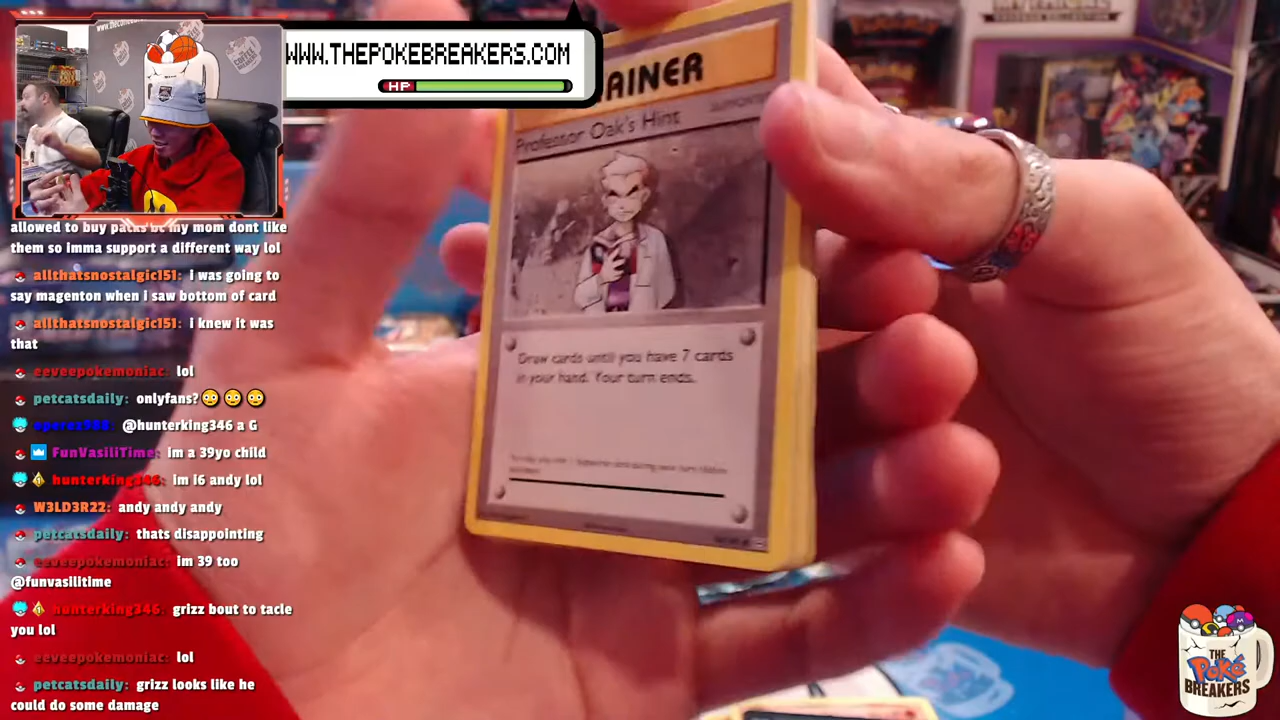 WWW.THEPOKEBREAKERS.COM
HP
AINER
Professor Oak's Hint
Draw cards until you have 7 cards
in your hand. Your turn ends.
allowed to buy packs bc my mom dont like
them so imma support a different way lol
allthatsnostalgic151: i was going to
say magenton when I saw bottom of card
allthatsnostalgic151: i knew it was
that
eeveepokemoniac: lol
petcatsdaily: onlyfans?😳 😳 😳
@hunterking346 a G
FunVasiliTime: im a 39yo child
hunterking346: im i6 andy lol
W3LD3R22: andy andy andy
petcatsdaily: thats disappointing
eeveepokemoniac: im 39 too
@funvasilitime
hunterking346: grizz bout to tacle
you lol
eeveepokemoniac: lol
petcatsdaily: grizz looks like he
could do some damage
THE
Poké
BREAKERS